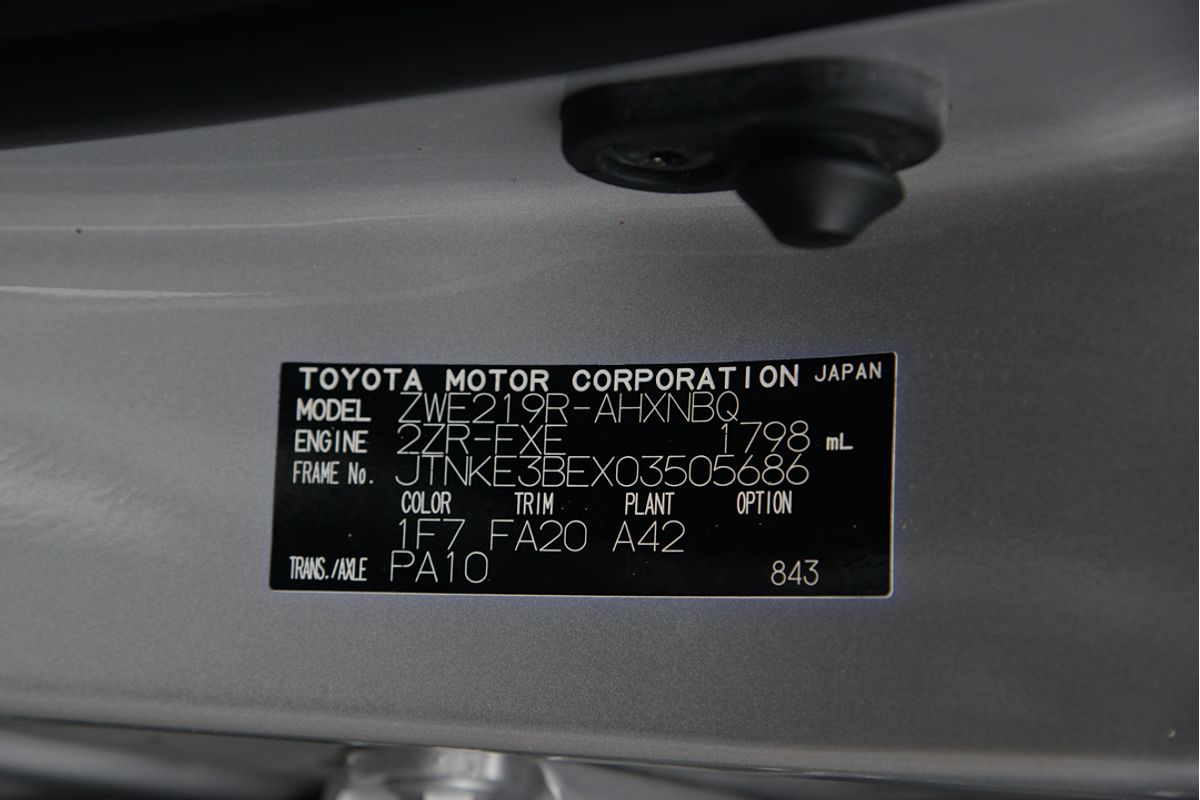 TOYOTA MOTOR CORPORATION JAPAN
MODEL ZWE219R-AHXNBQ
ENGINE 2ZR-FXE 1798 mL
FRAME No. JTNKE3BEX03505686
COLOR TRIM PLANT OPTION
1F7 FA20 A42
TRANS./AXLE PA10 843